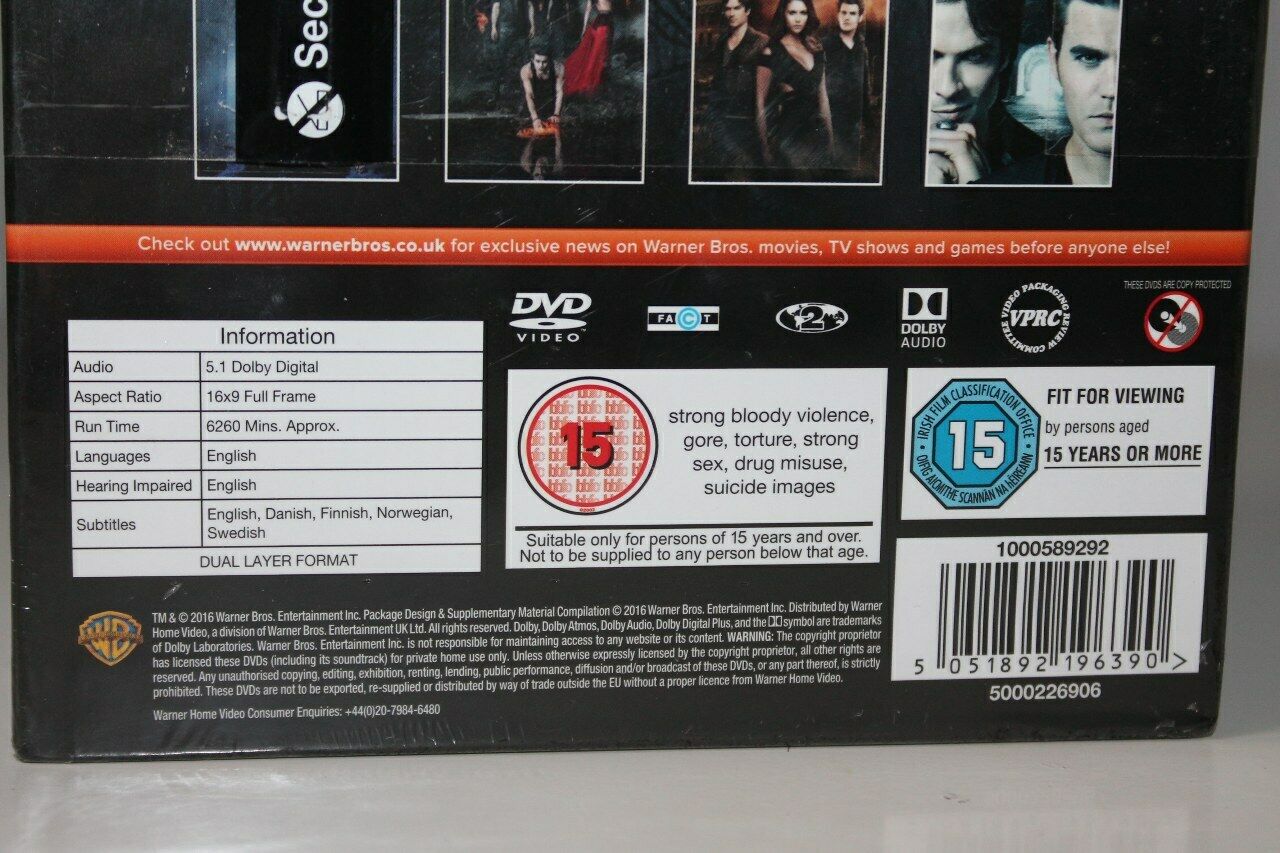 Sec
Check out www.warnerbros.co.uk for exclusive news on Warner Bros. movies, TV shows and games before anyone else!
DVD
VIDEO
FACT
2
DOLBY
AUDIO
VIDEO PACKAGING REVIEW COMMITTEE
VPRC
THESE DVDS ARE COPY PROTECTED
Information
Audio 5.1 Dolby Digital
Aspect Ratio 16x9 Full Frame
Run Time 6260 Mins. Approx.
Languages English
Hearing Impaired English
Subtitles English, Danish, Finnish, Norwegian,
Swedish
DUAL LAYER FORMAT
15
strong bloody violence,
gore, torture, strong
sex, drug misuse,
suicide images
Suitable only for persons of 15 years and over.
Not to be supplied to any person below that age.
IRISH FILM CLASSIFICATION OFFICE
15
OIFIG AICMITHE SCANNÁN NA hÉIREANN
FIT FOR VIEWING
by persons aged
15 YEARS OR MORE
1000589292
5 051892 196390 >
5000226906
TM & © 2016 Warner Bros. Entertainment Inc. Package Design & Supplementary Material Compilation © 2016 Warner Bros. Entertainment Inc. Distributed by Warner
Home Video, a division of Warner Bros. Entertainment UK Ltd. All rights reserved. Dolby, Dolby Atmos, Dolby Audio, Dolby Digital Plus, and the symbol are trademarks
of Dolby Laboratories. Warner Bros. Entertainment Inc. is not responsible for maintaining access to any website or its content. WARNING: The copyright proprietor
has licensed these DVDs (including its soundtrack) for private home use only. Unless otherwise expressly licensed by the copyright proprietor, all other rights are
reserved. Any unauthorised copying, editing, exhibition, renting, lending, public performance, diffusion and/or broadcast of these DVDs, or any part thereof, is strictly
prohibited. These DVDs are not to be exported, re-supplied or distributed by way of trade outside the EU without a proper licence from Warner Home Video.
Warner Home Video Consumer Enquiries: +44(0)20-7984-6480